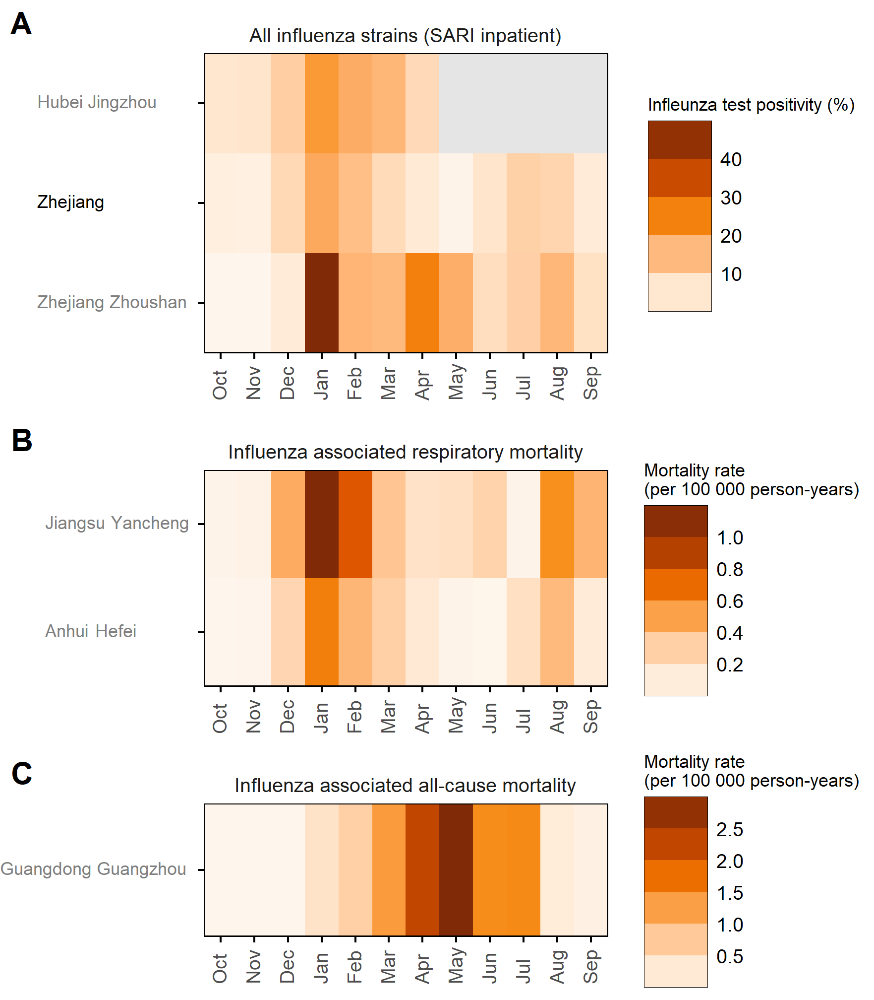 A
All influenza strains (SARI inpatient)
Hubei Jingzhou
Zhejiang
Zhejiang Zhoushan
Oct
Nov
Dec
Jan
Feb
Mar
Apr
May
Jun
Jul
Aug
Sep
Infleunza test positivity (%)
40
30
20
10
B
Influenza associated respiratory mortality
Jiangsu Yancheng
Anhui Hefei
Oct
Nov
Dec
Jan
Feb
Mar
Apr
May
Jun
Jul
Aug
Sep
Mortality rate
(per 100 000 person-years)
1.0
0.8
0.6
0.4
0.2
C
Influenza associated all-cause mortality
Guangdong Guangzhou
Oct
Nov
Dec
Jan
Feb
Mar
Apr
May
Jun
Jul
Aug
Sep
Mortality rate
(per 100 000 person-years)
2.5
2.0
1.5
1.0
0.5